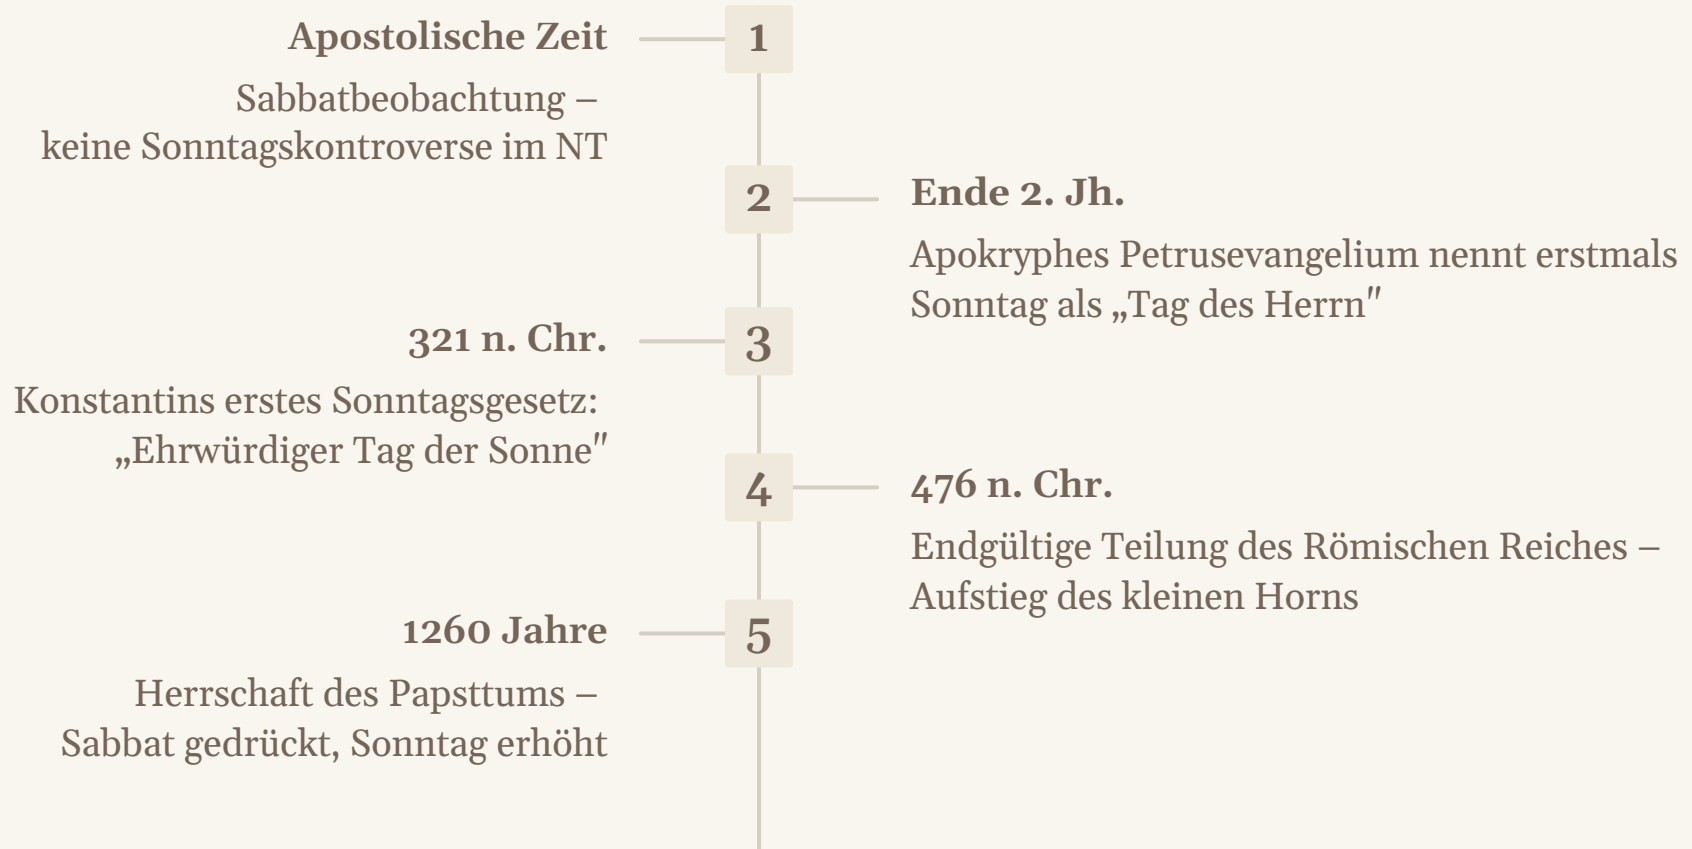 Apostolische Zeit
1
Sabbatbeobachtung –
keine Sonntagskontroverse im NT
2
Ende 2. Jh.
Apokryphes Petrusevangelium nennt erstmals
Sonntag als „Tag des Herrn"
321 n. Chr.
3
Konstantins erstes Sonntagsgesetz:
„Ehrwürdiger Tag der Sonne"
4
476 n. Chr.
Endgültige Teilung des Römischen Reiches –
Aufstieg des kleinen Horns
1260 Jahre
5
Herrschaft des Papsttums –
Sabbat gedrückt, Sonntag erhöht